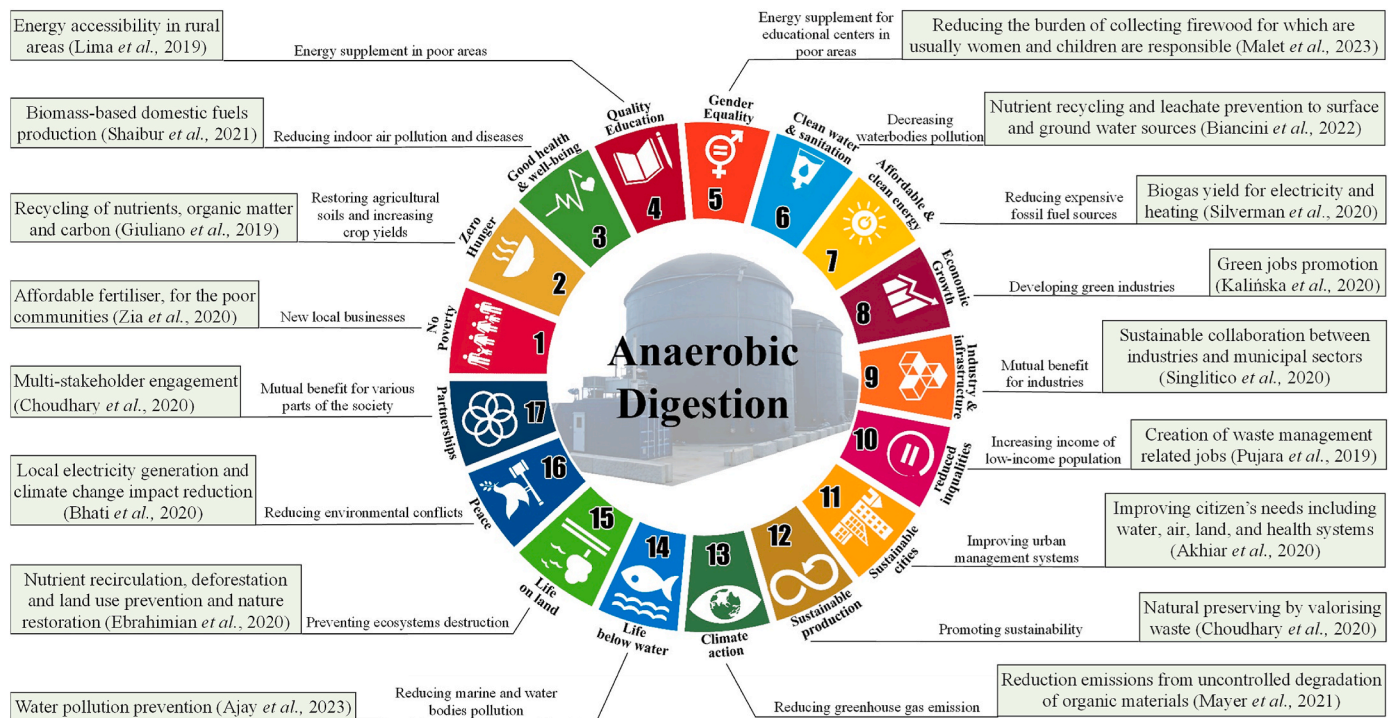 Energy accessibility in rural
areas (Lima et al., 2019)
Energy supplement in poor areas
Biomass-based domestic fuels
production (Shaibur et al., 2021)
Reducing indoor air pollution and diseases
Recycling of nutrients, organic matter
and carbon (Giuliano et al., 2019)
Restoring agricultural
soils and increasing
crop yields
Affordable fertiliser, for the poor
communities (Zia et al., 2020)
New local businesses
Multi-stakeholder engagement
(Choudhary et al., 2020)
Mutual benefit for various
parts of the society
Local electricity generation and
climate change impact reduction
(Bhati et al., 2020)
Reducing environmental conflicts
Nutrient recirculation, deforestation
and land use prevention and nature
restoration (Ebrahimian et al., 2020)
Preventing ecosystems destruction
Water pollution prevention (Ajay et al., 2023)
Reducing marine and water
bodies pollution
No
Poverty
1
Zero
Hunger
2
Good health
& well-being
3
Quality
Education
4
Gender
Equality
5
Clean water
& sanitation
6
Affordable &
clean energy
7
Economic
Growth
8
Industry &
infrastructure
9
reduced
inqualities
10
Sustainable
cities
11
Sustainable
production
12
Climate
action
13
Life
below water
14
Life
on land
15
Peace
16
Partnerships
17
Anaerobic
Digestion
Energy supplement for
educational centers in
poor areas
Reducing the burden of collecting firewood for which are
usually women and children are responsible (Malet et al., 2023)
Decreasing
waterbodies pollution
Nutrient recycling and leachate prevention to surface
and ground water sources (Biancini et al., 2022)
Reducing expensive
fossil fuel sources
Biogas yield for electricity and
heating (Silverman et al., 2020)
Developing green industries
Green jobs promotion
(Kalińska et al., 2020)
Mutual benefit
for industries
Sustainable collaboration between
industries and municipal sectors
(Singlitico et al., 2020)
Increasing income of
low-income population
Creation of waste management
related jobs (Pujara et al., 2019)
Improving urban
management systems
Improving citizen's needs including
water, air, land, and health systems
(Akhiar et al., 2020)
Promoting sustainability
Natural preserving by valorising
waste (Choudhary et al., 2020)
Reducing greenhouse gas emission
Reduction emissions from uncontrolled degradation
of organic materials (Mayer et al., 2021)